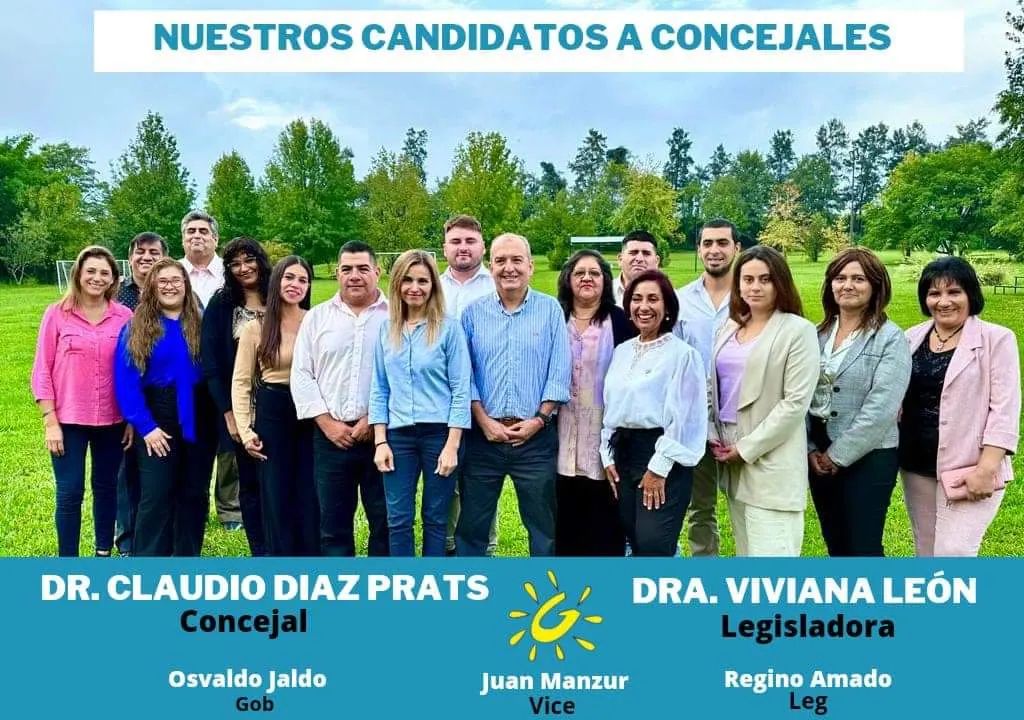 NUESTROS CANDIDATOS A CONCEJALES
DR. CLAUDIO DIAZ PRATS
Concejal
DRA. VIVIANA LEÓN
Legisladora
Osvaldo Jaldo
Gob
Juan Manzur
Vice
Regino Amado
Leg